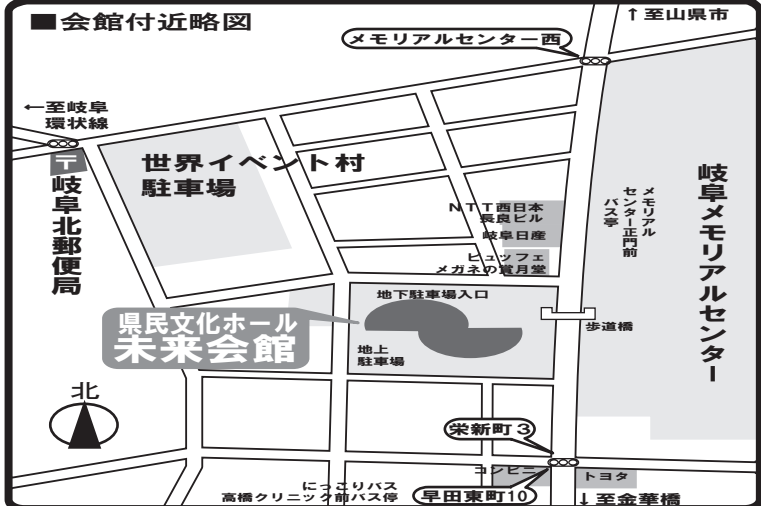 ■会館付近略図
↑至山県市
メモリアルセンター西
←至岐阜
環状線
〒
岐阜北郵便局
世界イベント村
駐車場
NTT西日本
長良ビル
岐阜日産
ビュッフェ
メガネの賞月堂
メモリアル
センター正門前
バス亭
岐阜メモリアルセンター
地下駐車場入口
県民文化ホール
未来会館
地上
駐車場
歩道橋
北
栄新町3
コンビニ
トヨタ
にっこりバス
高橋クリニック前バス停
早田東町10
↓至金華橋